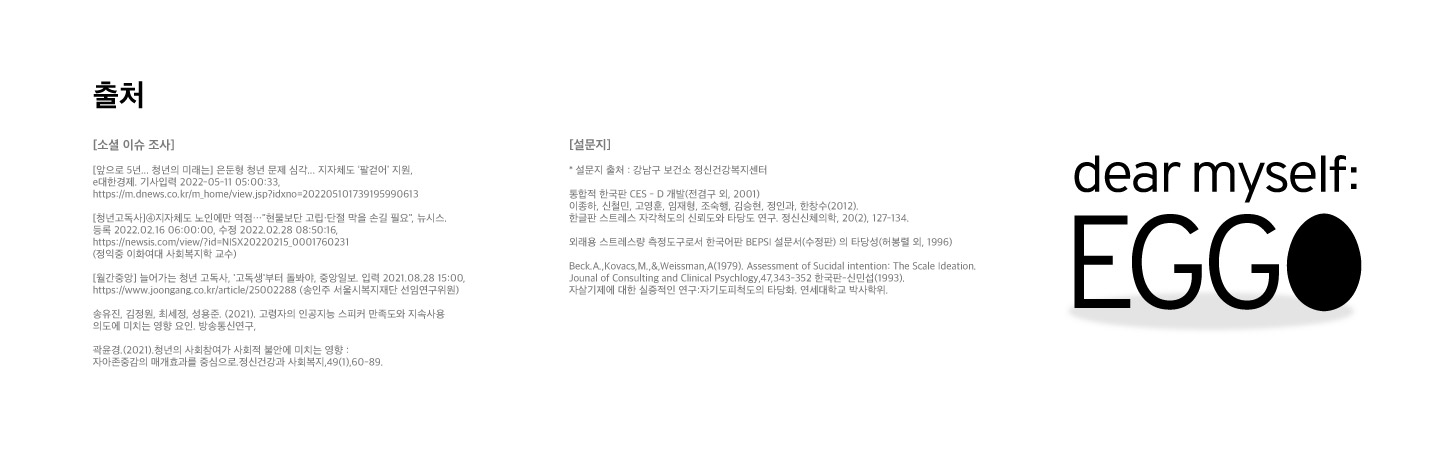 출처
[소셜 이슈 조사]
[앞으로 5년... 청년의 미래는] 은둔형 청년 문제 심각... 지자체도 '팔걷어' 지원,
e대한경제. 기사입력 2022-05-11 05:00:33,
https://m.dnews.co.kr/m_home/view.jsp?idxno=202205101739195990613
[청년고독사]④지자체도 노인에만 역점…"현물보단 고립·단절 막을 손길 필요", 뉴시스.
등록 2022.02.16 06:00:00, 수정 2022.02.28 08:50:16,
https://newsis.com/view/?id=NISX20220215_0001760231
(정익중 이화여대 사회복지학 교수)
[월간중앙] 늘어가는 청년 고독사, '고독생'부터 돌봐야, 중앙일보. 입력 2021.08.28 15:00,
https://www.joongang.co.kr/article/25002288 (송인주 서울시복지재단 선임연구위원)
송유진, 김정원, 최세정, 성용준. (2021). 고령자의 인공지능 스피커 만족도와 지속사용
의도에 미치는 영향 요인. 방송통신연구,
곽윤경.(2021).청년의 사회참여가 사회적 불안에 미치는 영향 :
자아존중감의 매개효과를 중심으로.정신건강과 사회복지,49(1),60-89.
[설문지]
* 설문지 출처 : 강남구 보건소 정신건강복지센터
통합적 한국판 CES - D 개발(전겸구 외, 2001)
이종하, 신철민, 고영훈, 임재형, 조숙행, 김승현, 정인과, 한창수(2012).
한글판 스트레스 자각척도의 신뢰도와 타당도 연구. 정신신체의학, 20(2), 127-134.
외래용 스트레스량 측정도구로서 한국어판 BEPSI 설문서(수정판) 의 타당성(허봉렬 외, 1996)
Beck.A.,Kovacs,M.,&,Weissman,A(1979). Assessment of Sucidal intention: The Scale Ideation.
Jounal of Consulting and Clinical Psychlogy,47,343-352 한국판-신민섭(1993).
자살기제에 대한 실증적인 연구:자기도피척도의 타당화. 연세대학교 박사학위.
dear myself:
EGGO